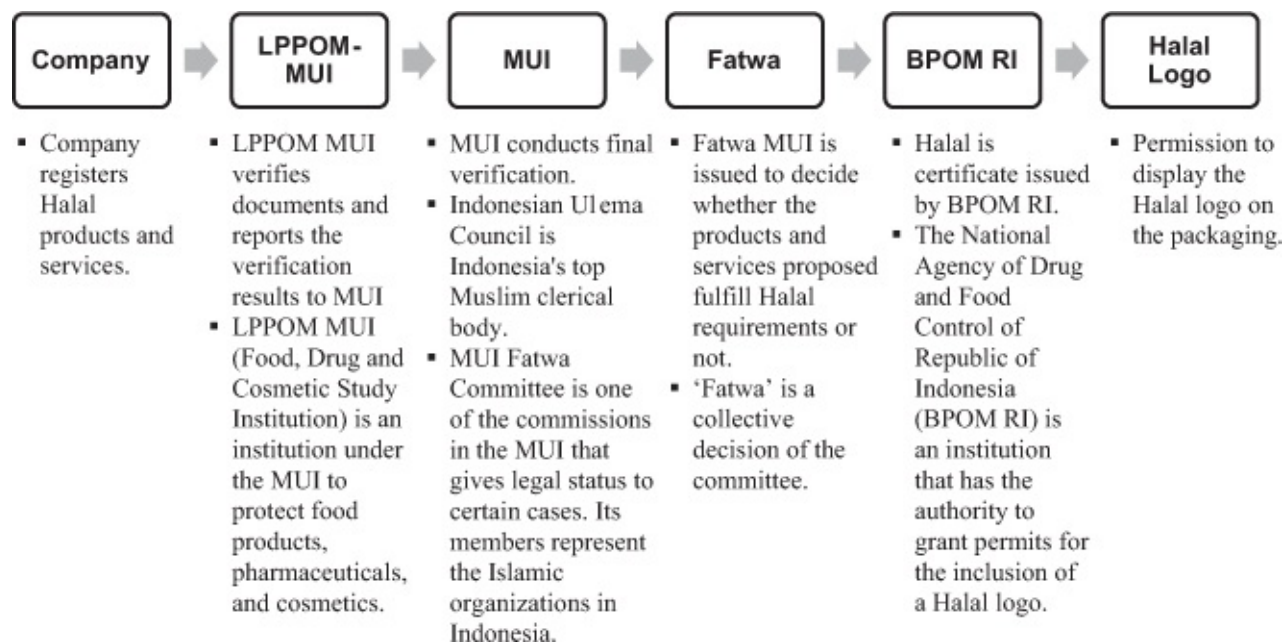 Company
LPPOM-
MUI
MUI
Fatwa
BPOM RI
Halal
Logo
▪ Company
registers
Halal
products and
services.
▪ LPPOM MUI
verifies
documents and
reports the
verification
results to MUI
▪ LPPOM MUI
(Food, Drug and
Cosmetic Study
Institution) is an
institution under
the MUI to
protect food
products,
pharmaceuticals,
and cosmetics.
▪ MUI conducts final
verification.
▪ Indonesian Ulema
Council is
Indonesia's top
Muslim clerical
body.
▪ MUI Fatwa
Committee is one
of the commissions
in the MUI that
gives legal status to
certain cases. Its
members represent
the Islamic
organizations in
Indonesia.
▪ Fatwa MUI is
issued to decide
whether the
products and
services proposed
fulfill Halal
requirements or
not.
▪ ‘Fatwa’ is a
collective
decision of the
committee.
▪ Halal is
certificate issued
by BPOM RI.
▪ The National
Agency of Drug
and Food
Control of
Republic of
Indonesia
(BPOM RI) is
an institution
that has the
authority to
grant permits for
the inclusion of
a Halal logo.
▪ Permission to
display the
Halal logo on
the packaging.